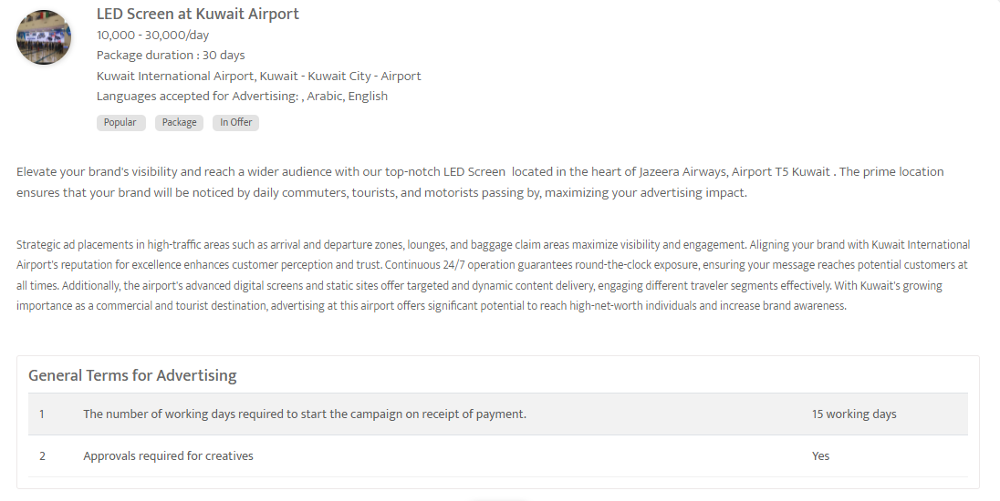 LED Screen at Kuwait Airport
10,000 - 30,000/day
Package duration : 30 days
Kuwait International Airport, Kuwait - Kuwait City - Airport
Languages accepted for Advertising: , Arabic, English
Popular Package In Offer
Elevate your brand's visibility and reach a wider audience with our top-notch LED Screen located in the heart of Jazeera Airways, Airport T5 Kuwait . The prime location
ensures that your brand will be noticed by daily commuters, tourists, and motorists passing by, maximizing your advertising impact.
Strategic ad placements in high-traffic areas such as arrival and departure zones, lounges, and baggage claim areas maximize visibility and engagement. Aligning your brand with Kuwait International
Airport's reputation for excellence enhances customer perception and trust. Continuous 24/7 operation guarantees round-the-clock exposure, ensuring your message reaches potential customers at
all times. Additionally, the airport's advanced digital screens and static sites offer targeted and dynamic content delivery, engaging different traveler segments effectively. With Kuwait's growing
importance as a commercial and tourist destination, advertising at this airport offers significant potential to reach high-net-worth individuals and increase brand awareness.
General Terms for Advertising
1 The number of working days required to start the campaign on receipt of payment. 15 working days
2 Approvals required for creatives Yes